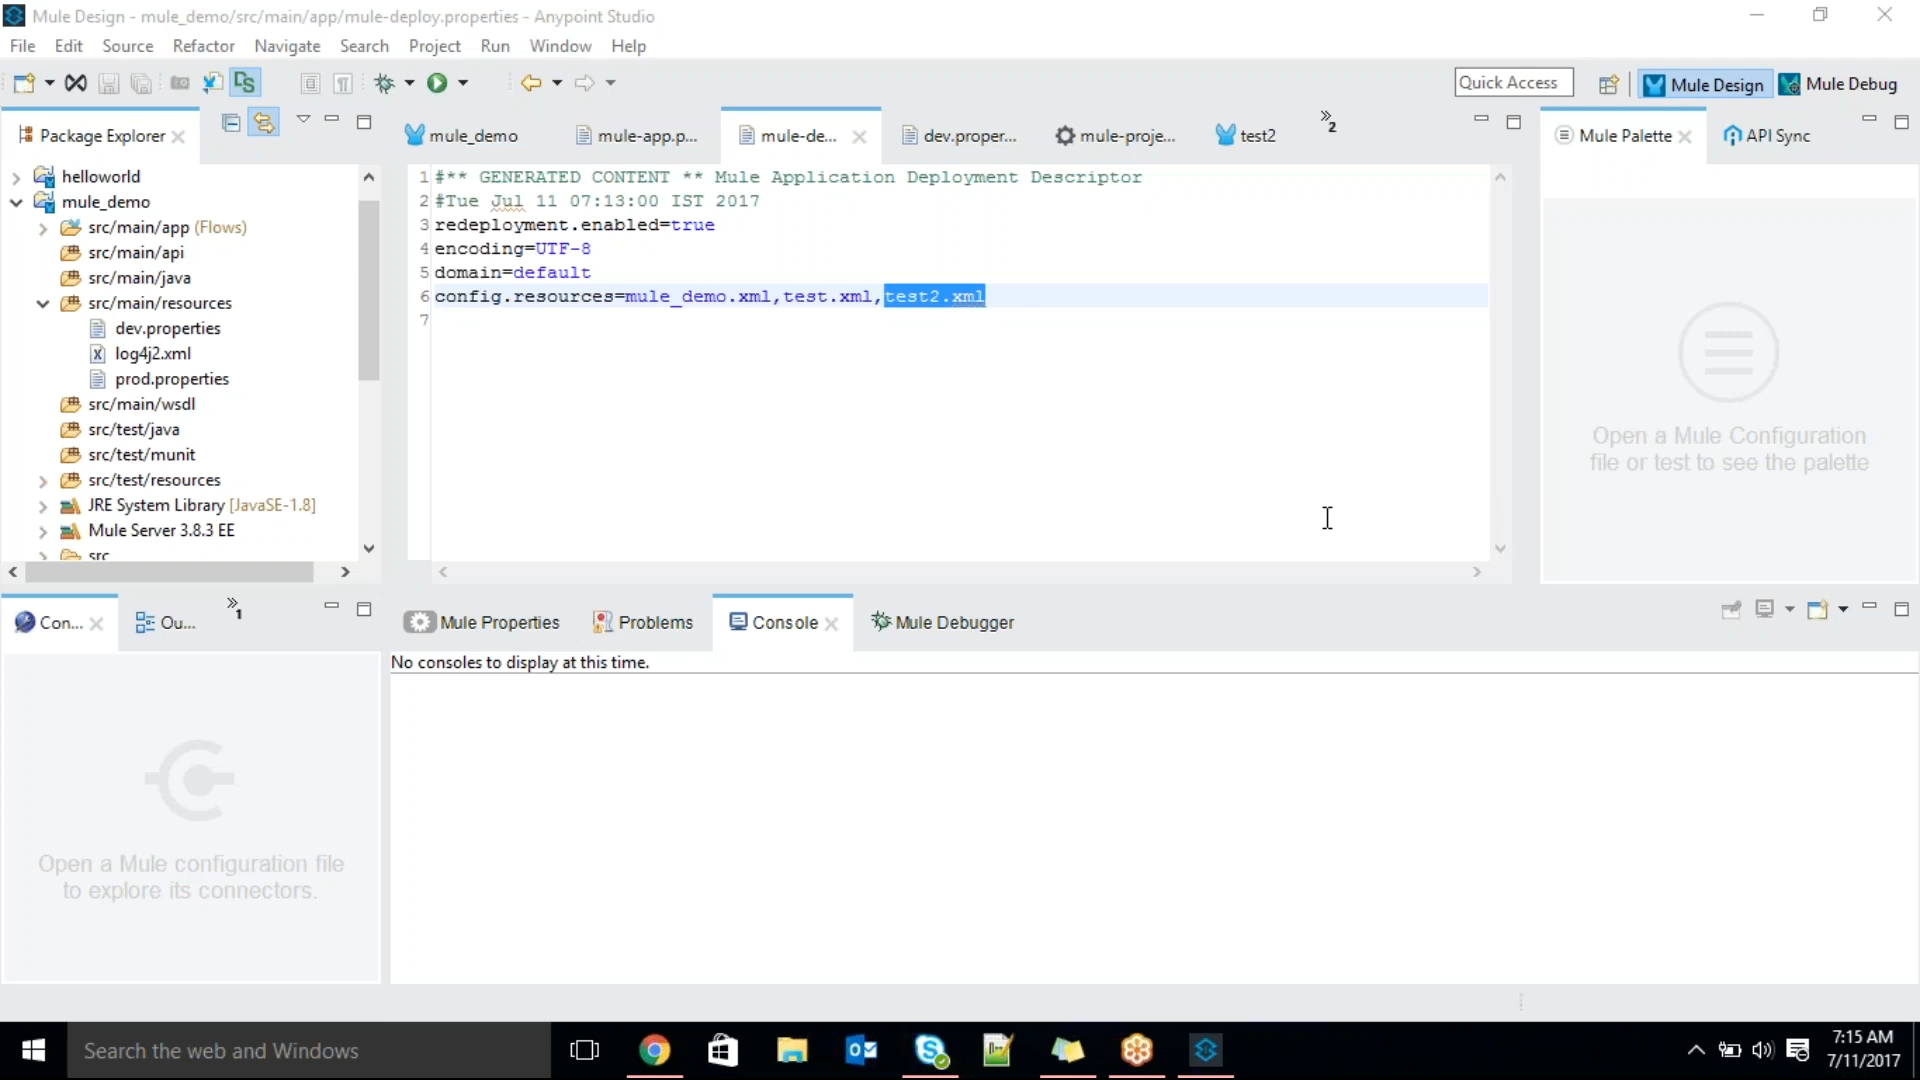 Mule Design - mule_demo/src/main/app/mule-deploy.properties - Anypoint Studio
File Edit Source Refactor Navigate Search Project Run Window Help
Quick Access Mule Design Mule Debug
Package Explorer
mule_demo mule-app.p... mule-de... dev.proper... mule-proje... test2 »2
Mule Palette API Sync
helloworld
mule_demo
src/main/app (Flows)
src/main/api
src/main/java
src/main/resources
dev.properties
log4j2.xml
prod.properties
src/main/wsdl
src/test/java
src/test/munit
src/test/resources
JRE System Library [JavaSE-1.8]
Mule Server 3.8.3 EE
src
1 #** GENERATED CONTENT ** Mule Application Deployment Descriptor
2 #Tue Jul 11 07:13:00 IST 2017
3 redeployment.enabled=true
4 encoding=UTF-8
5 domain=default
6 config.resources=mule_demo.xml,test.xml,test2.xml
7
Open a Mule Configuration
file or test to see the palette
Con... Ou... »1
Mule Properties Problems Console Mule Debugger
No consoles to display at this time.
Open a Mule configuration file
to explore its connectors.
Search the web and Windows
7:15 AM
7/11/2017